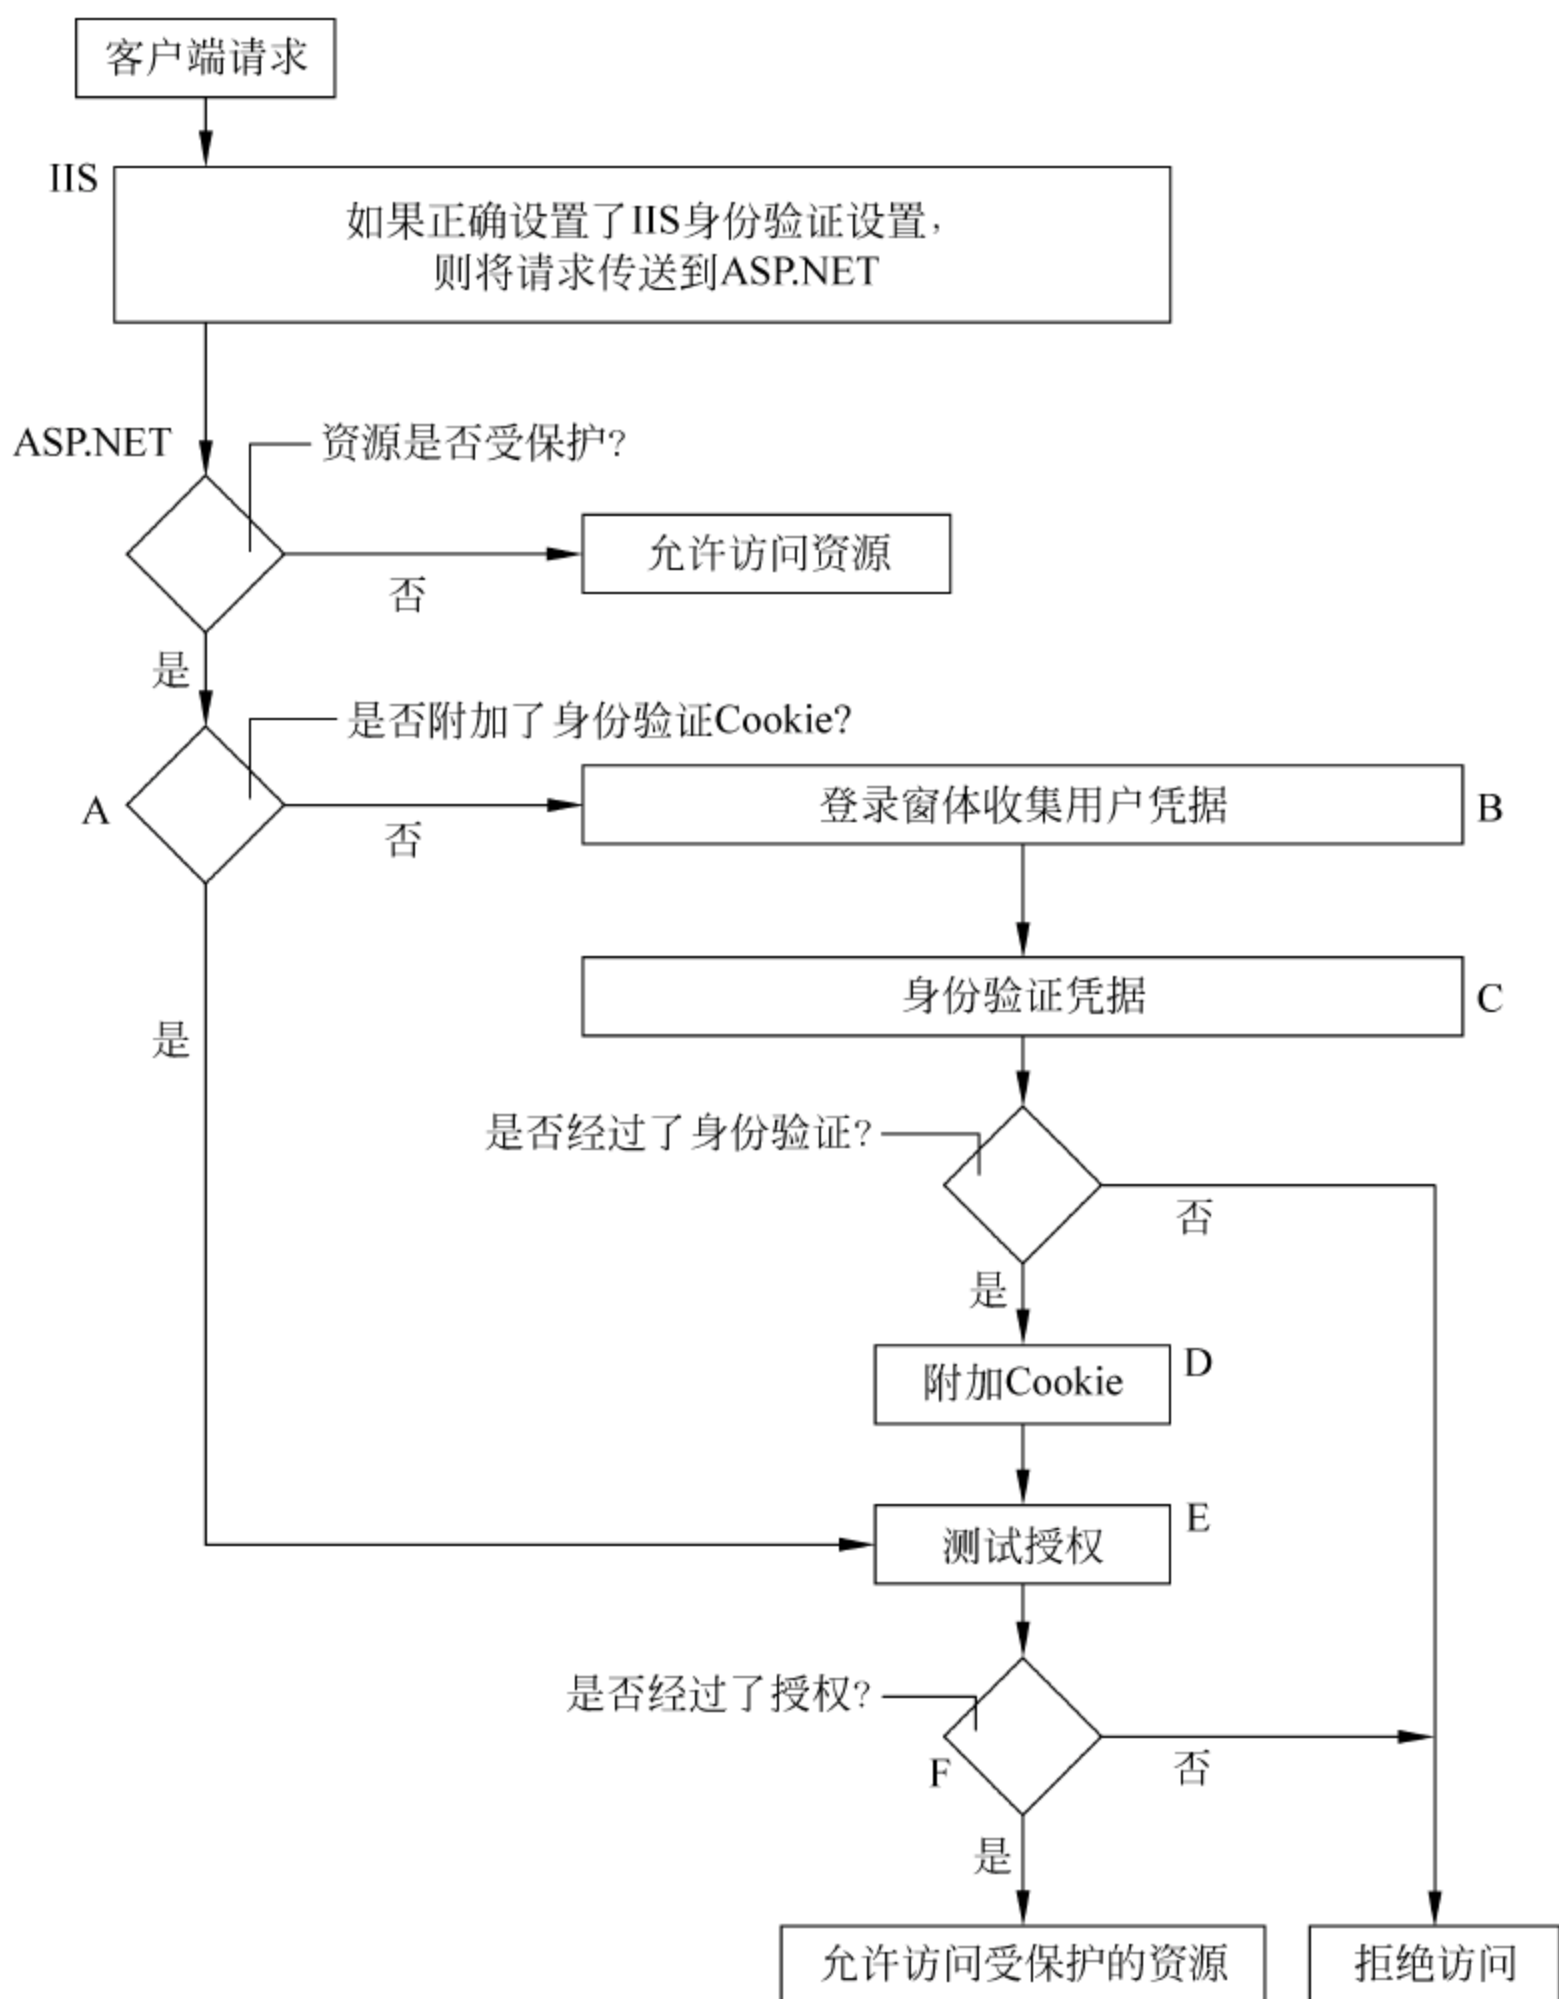 客户端请求
IIS
如果正确设置了IIS身份验证设置，
则将请求传送到ASP.NET
ASP.NET
资源是否受保护?
允许访问资源
否
是
是否附加了身份验证Cookie?
A
登录窗体收集用户凭据
B
否
身份验证凭据
C
是
是否经过了身份验证?
否
是
附加Cookie
D
测试授权
E
是否经过了授权?
F
否
是
允许访问受保护的资源
拒绝访问